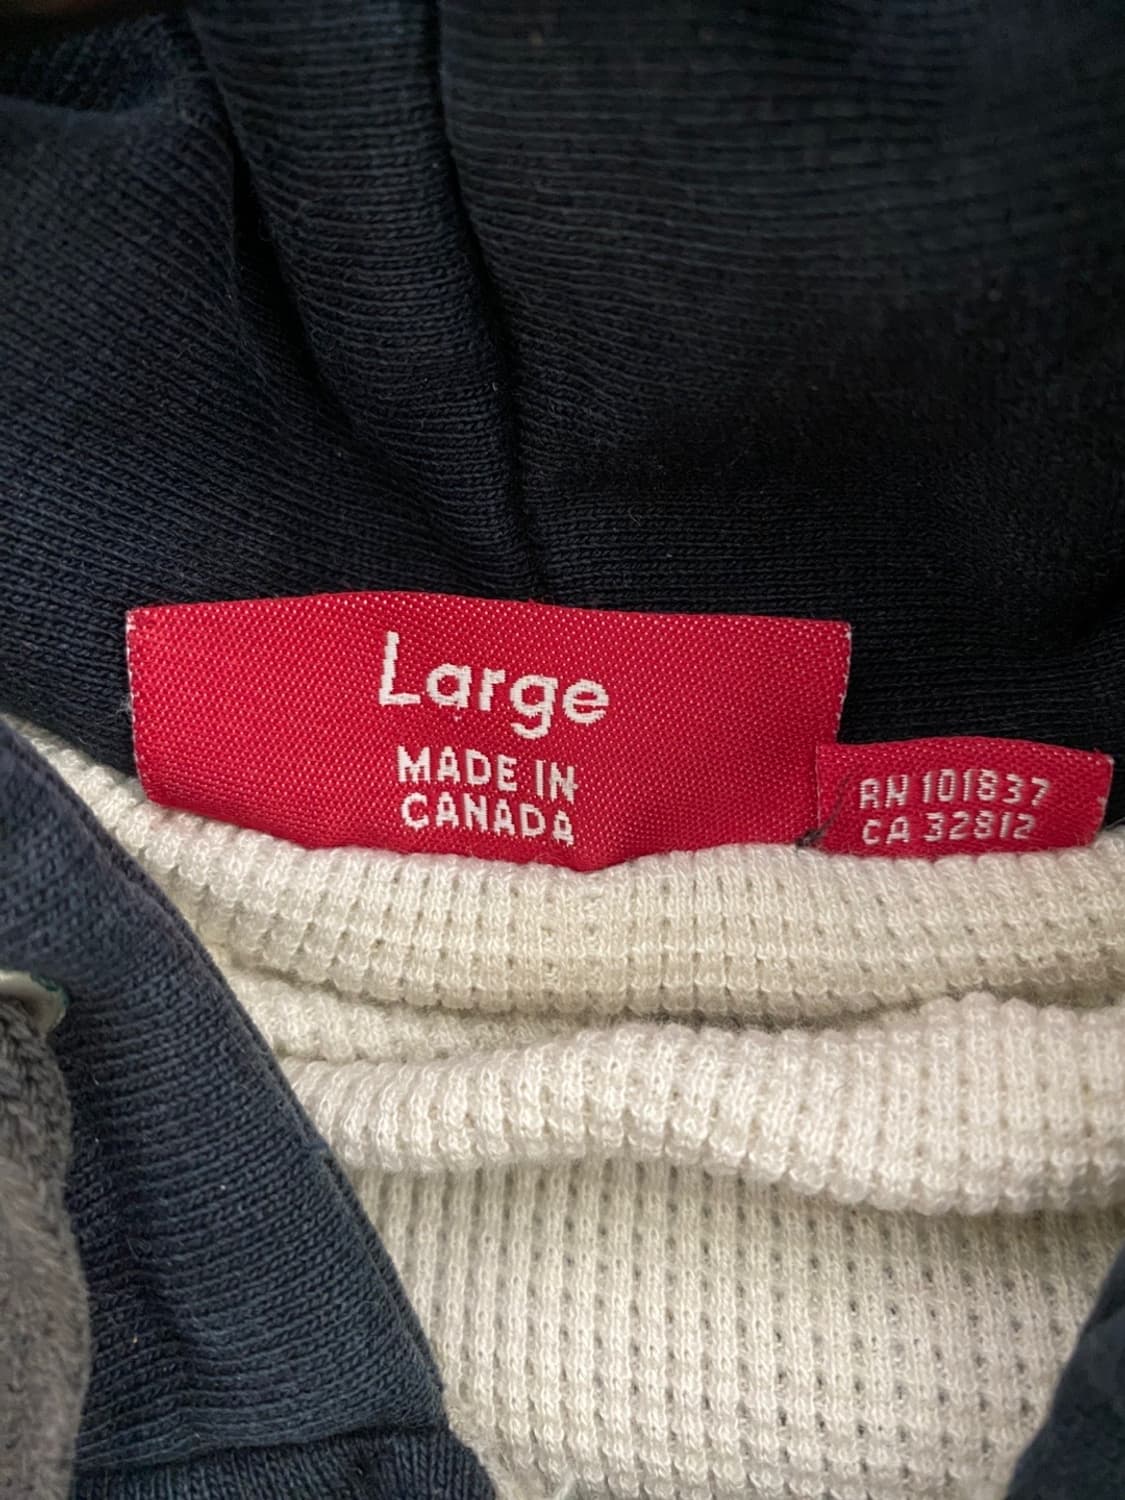 Large
MADE IN
CANADA
RN 101837
CA 32812